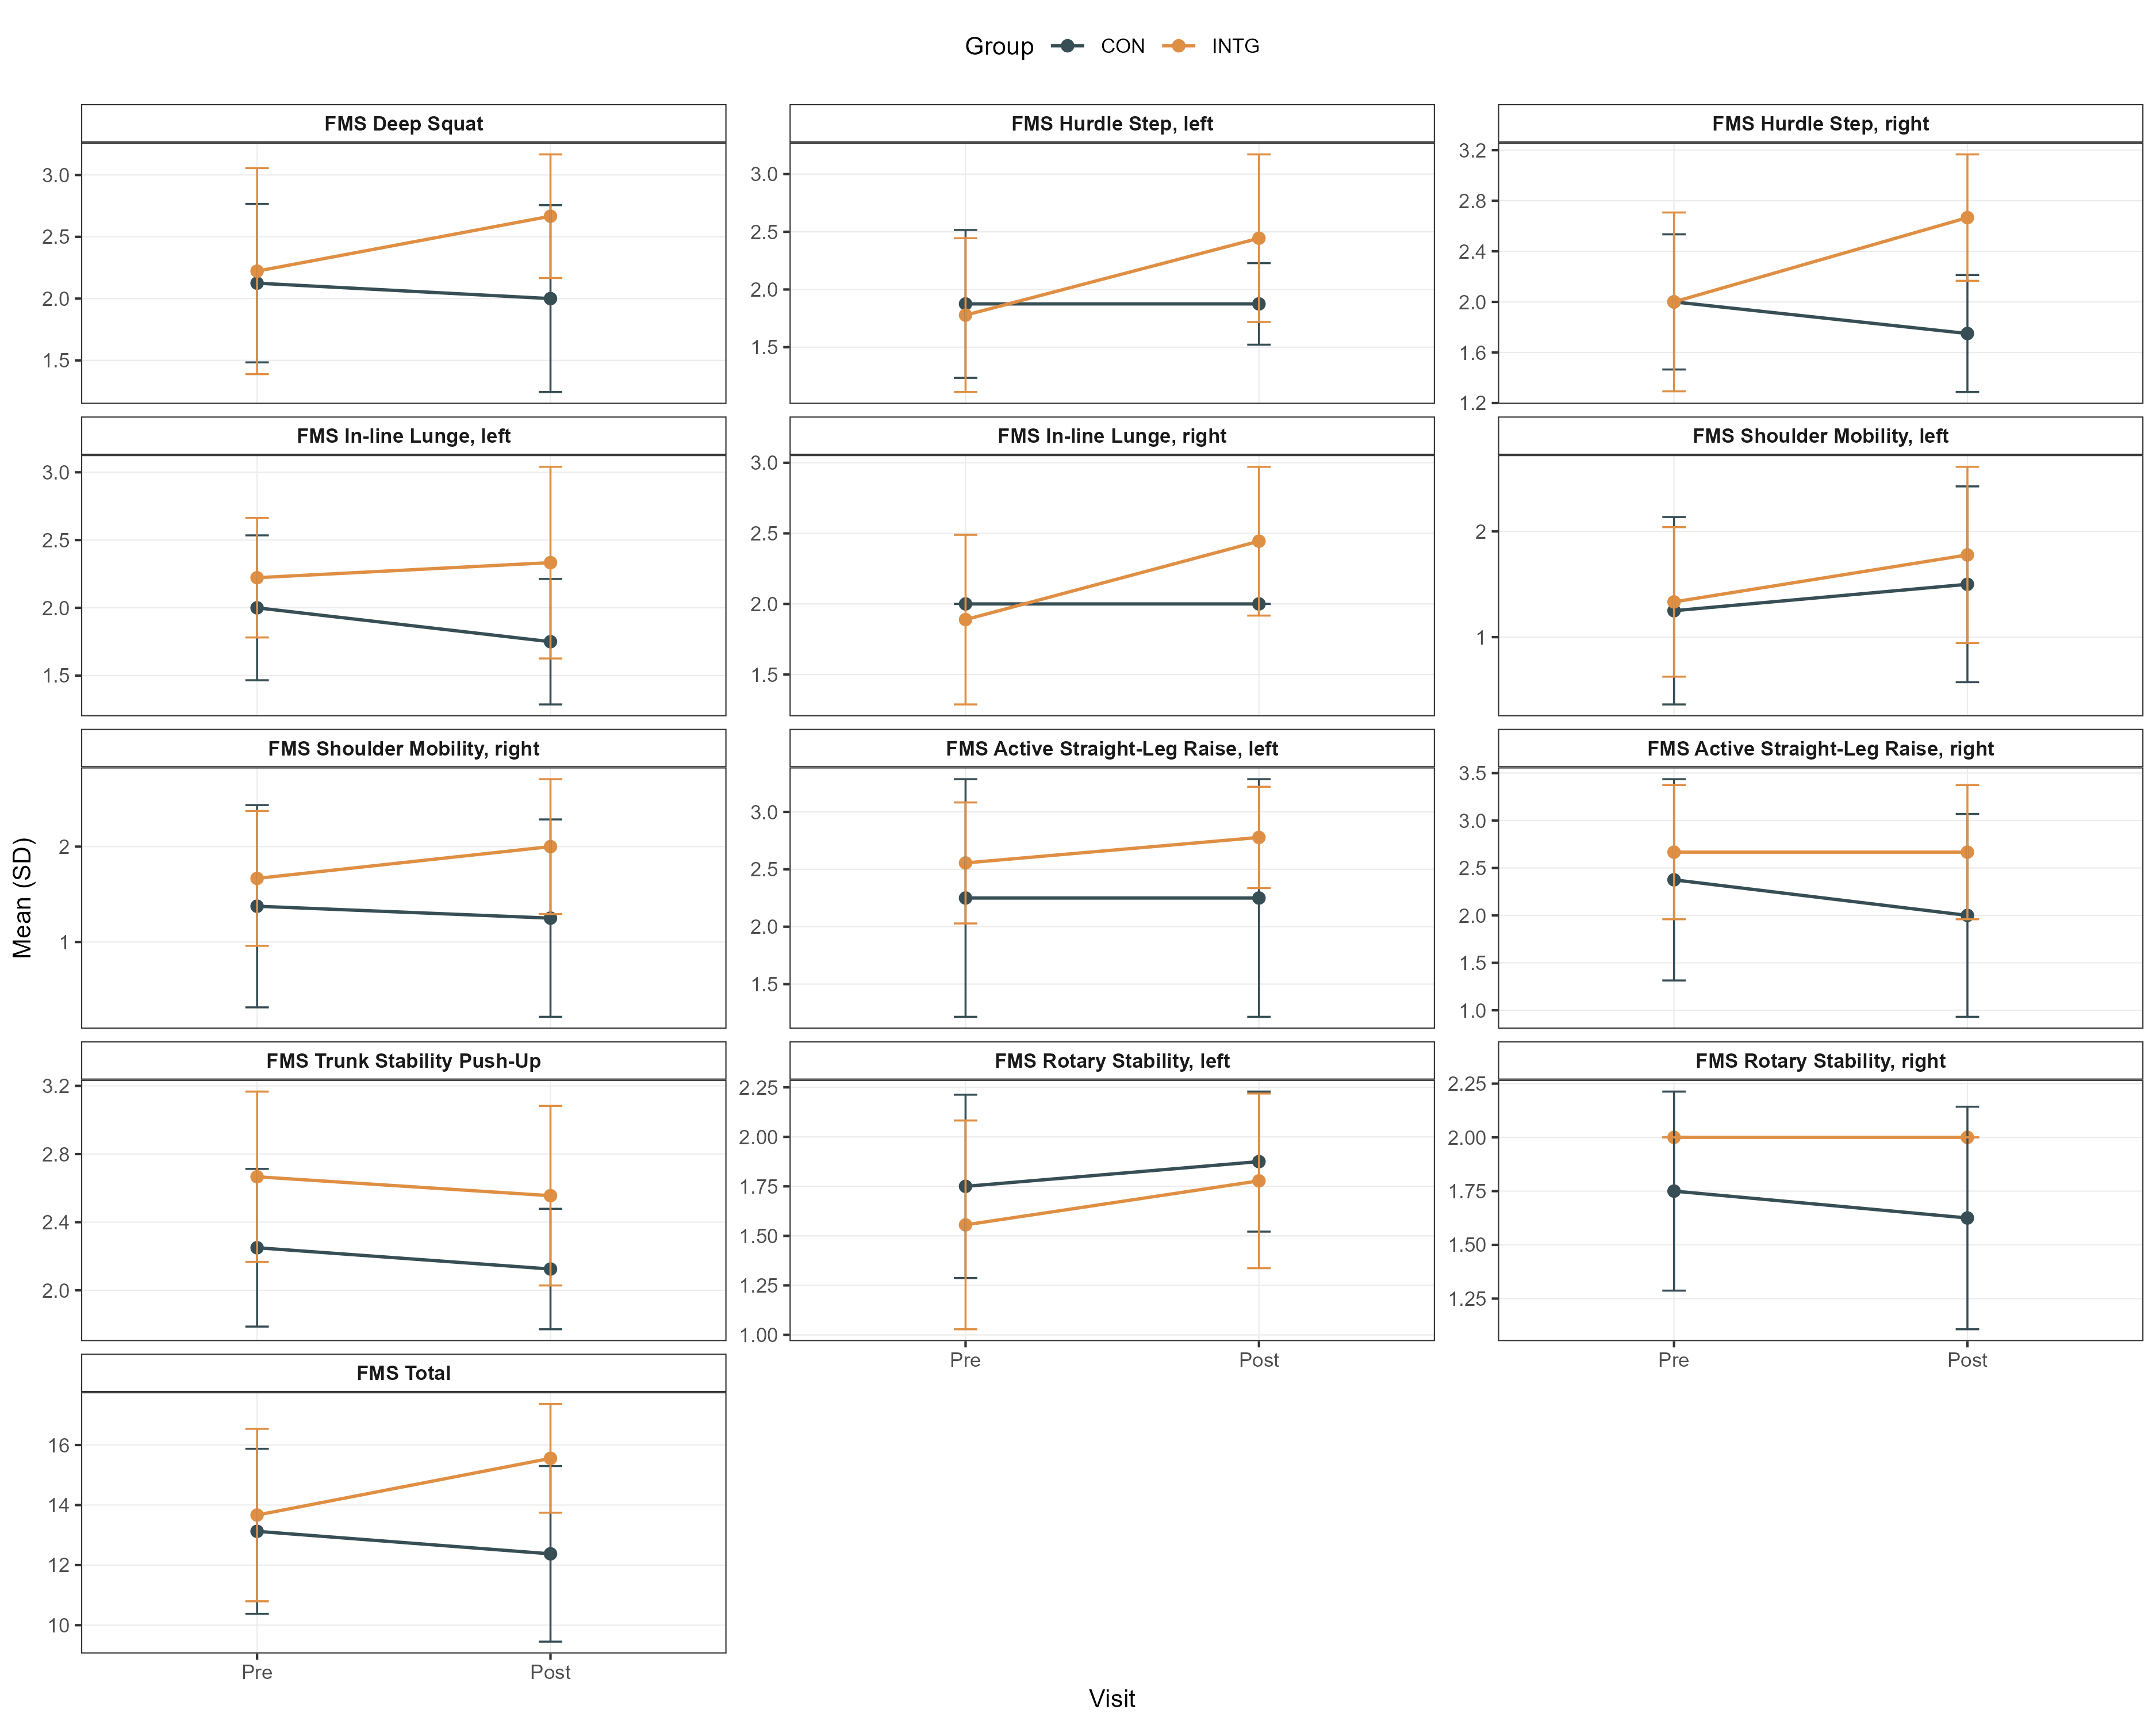 Group CON INTG
FMS Deep Squat
3.0
2.5
2.0
1.5
FMS Hurdle Step, left
3.0
2.5
2.0
1.5
FMS Hurdle Step, right
3.2
2.8
2.4
2.0
1.6
1.2
FMS In-line Lunge, left
3.0
2.5
2.0
1.5
FMS In-line Lunge, right
3.0
2.5
2.0
1.5
FMS Shoulder Mobility, left
2
1
FMS Shoulder Mobility, right
2
1
FMS Active Straight-Leg Raise, left
3.0
2.5
2.0
1.5
FMS Active Straight-Leg Raise, right
3.5
3.0
2.5
2.0
1.5
1.0
FMS Trunk Stability Push-Up
3.2
2.8
2.4
2.0
FMS Rotary Stability, left
2.25
2.00
1.75
1.50
1.25
1.00
Pre Post
FMS Rotary Stability, right
2.25
2.00
1.75
1.50
1.25
Pre Post
FMS Total
16
14
12
10
Pre Post
Mean (SD)
Visit